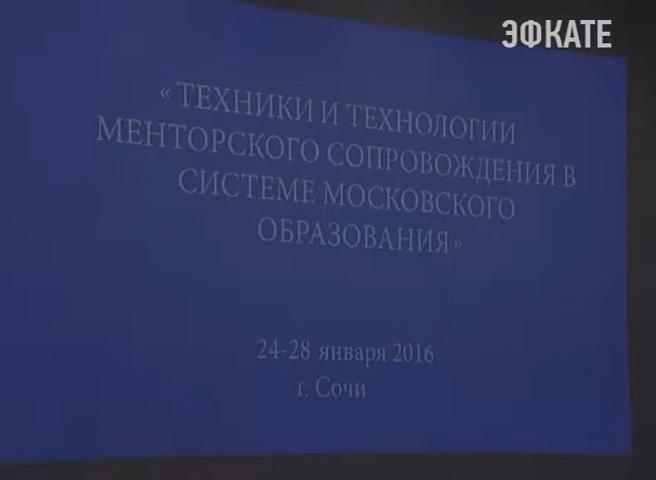 ЭФКАТЕ
«ТЕХНИКИ И ТЕХНОЛОГИИ
МЕНТОРСКОГО СОПРОВОЖДЕНИЯ В
СИСТЕМЕ МОСКОВСКОГО
ОБРАЗОВАНИЯ»
24-28 января 2016
г. Сочи